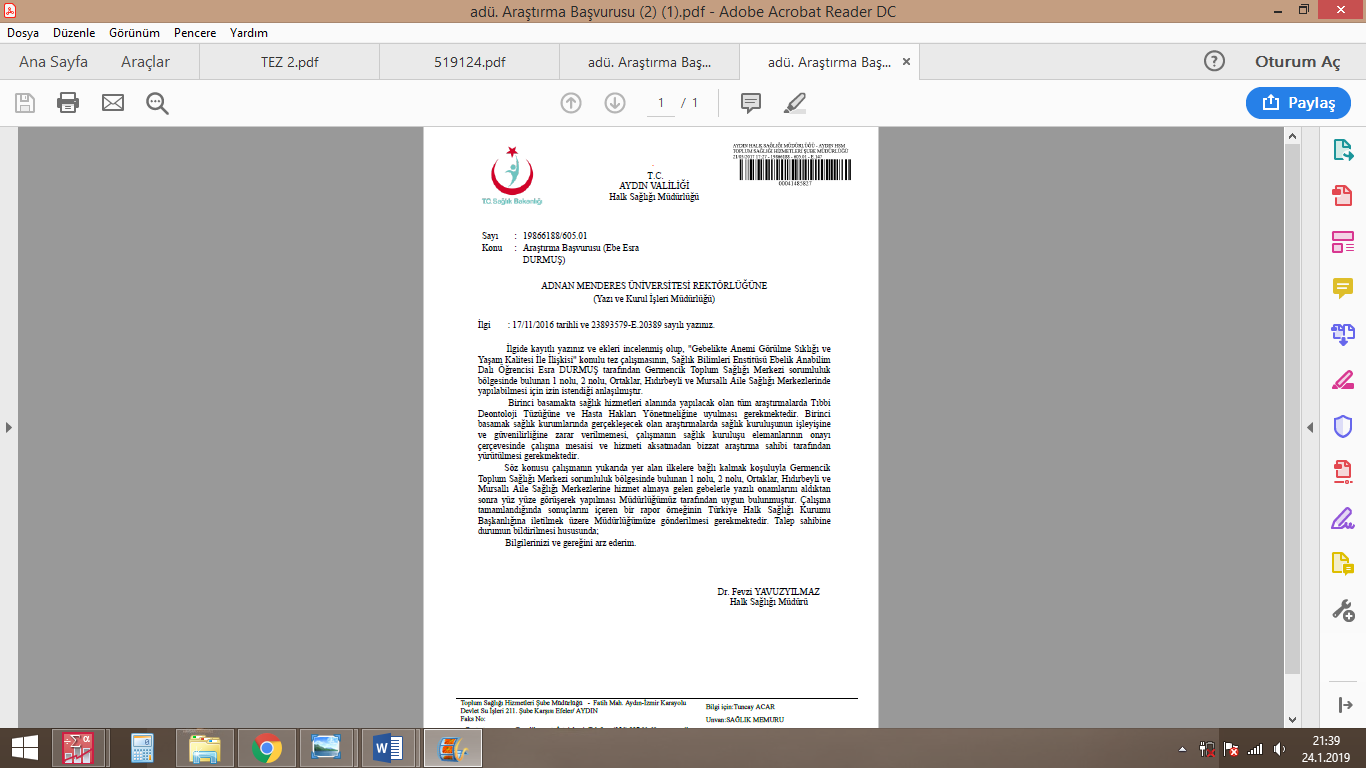 adü. Araştırma Başvurusu (2) (1).pdf - Adobe Acrobat Reader DC
Dosya Düzenle Görünüm Pencere Yardım
Ana Sayfa Araçlar TEZ 2.pdf 519124.pdf adü. Araştırma Baş... adü. Araştırma Baş... × Oturum Aç
1 / 1 Paylaş
AYDIN HALK SAĞLIĞI MÜDÜRLÜĞÜ - AYDIN HSM
TOPLUM SAĞLIĞI HİZMETLERİ ŞUBE MÜDÜRLÜĞÜ
00041485827
T.C. Sağlık Bakanlığı
T.C.
AYDIN VALİLİĞİ
Halk Sağlığı Müdürlüğü
Sayı : 19866188/605.01
Konu : Araştırma Başvurusu (Ebe Esra
DURMUŞ)
ADNAN MENDERES ÜNİVERSİTESİ REKTÖRLÜĞÜNE
(Yazı ve Kurul İşleri Müdürlüğü)
İlgi : 17/11/2016 tarihli ve 23893579-E.20389 sayılı yazınız.
İlgide kayıtlı yazınız ve ekleri incelenmiş olup, "Gebelikte Anemi Görülme Sıklığı ve
Yaşam Kalitesi İle İlişkisi" konulu tez çalışmasının, Sağlık Bilimleri Enstitüsü Ebelik Anabilim
Dalı Öğrencisi Esra DURMUŞ tarafından Germencik Toplum Sağlığı Merkezi sorumluluk
bölgesinde bulunan 1 nolu, 2 nolu, Ortaklar, Hıdırbeyli ve Mursallı Aile Sağlığı Merkezlerinde
yapılabilmesi için izin istendiği anlaşılmıştır.
Birinci basamakta sağlık hizmetleri alanında yapılacak olan tüm araştırmalarda Tıbbi
Deontoloji Tüzüğüne ve Hasta Hakları Yönetmeliğine uyulması gerekmektedir. Birinci
basamak sağlık kurumlarında gerçekleşecek olan araştırmalarda sağlık kuruluşunun işleyişine
ve güvenilirliğine zarar verilmemesi, çalışmanın sağlık kuruluşu elemanlarının onayı
çerçevesinde çalışma mesaisi ve hizmeti aksatmadan bizzat araştırma sahibi tarafından
yürütülmesi gerekmektedir.
Söz konusu çalışmanın yukarıda yer alan ilkelere bağlı kalmak koşuluyla Germencik
Toplum Sağlığı Merkezi sorumluluk bölgesinde bulunan 1 nolu, 2 nolu, Ortaklar, Hıdırbeyli ve
Mursallı Aile Sağlığı Merkezlerine hizmet almaya gelen gebelerle yazılı onamlarını aldıktan
sonra yüz yüze görüşerek yapılması Müdürlüğümüz tarafından uygun bulunmuştur. Çalışma
tamamlandığında sonuçlarını içeren bir rapor örneğinin Türkiye Halk Sağlığı Kurumu
Başkanlığına iletilmek üzere Müdürlüğümüze gönderilmesi gerekmektedir. Talep sahibine
durumun bildirilmesi hususunda;
Bilgilerinizi ve gereğini arz ederim.
Dr. Fevzi YAVUZYILMAZ
Halk Sağlığı Müdürü
Toplum Sağlığı Hizmetleri Şube Müdürlüğü - Fatih Mah. Aydın-İzmir Karayolu
Devlet Su İşleri 211. Şube Karşısı Efeler/ AYDIN
Faks No:
Bilgi için:Tuncay ACAR
Unvan:SAĞLIK MEMURU
21:39
24.1.2019